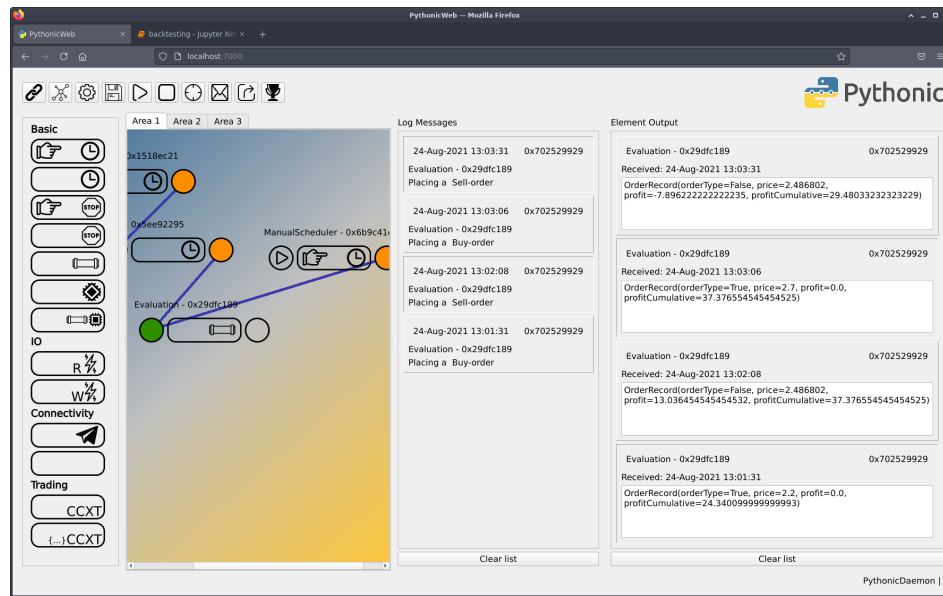 PythonicWeb — Mozilla Firefox
PythonicWeb
backtesting - Jupyter Not
localhost:7000
Pythonic
Basic
STOP
STOP
IO
R
W
Connectivity
Trading
CCXT
{...}CCXT
Area 1 Area 2 Area 3
0x1518ec21
0x5ee92295
ManualScheduler - 0x6b9c41
Evaluation - 0x29dfc189
Log Messages
24-Aug-2021 13:03:31 0x702529929
Evaluation - 0x29dfc189
Placing a Sell-order
24-Aug-2021 13:03:06 0x702529929
Evaluation - 0x29dfc189
Placing a Buy-order
24-Aug-2021 13:02:08 0x702529929
Evaluation - 0x29dfc189
Placing a Sell-order
24-Aug-2021 13:01:31 0x702529929
Evaluation - 0x29dfc189
Placing a Buy-order
Clear list
Element Output
Evaluation - 0x29dfc189 0x702529929
Received: 24-Aug-2021 13:03:31
OrderRecord(orderType=False, price=2.486802,
profit=-7.896222222222235, profitCumulative=29.48033232323229)
Evaluation - 0x29dfc189 0x702529929
Received: 24-Aug-2021 13:03:06
OrderRecord(orderType=True, price=2.7, profit=0.0,
profitCumulative=37.376554545454525)
Evaluation - 0x29dfc189 0x702529929
Received: 24-Aug-2021 13:02:08
OrderRecord(orderType=False, price=2.486802,
profit=13.036454545454532, profitCumulative=37.376554545454525)
Evaluation - 0x29dfc189 0x702529929
Received: 24-Aug-2021 13:01:31
OrderRecord(orderType=True, price=2.2, profit=0.0,
profitCumulative=24.340099999999993)
Clear list
PythonicDaemon |